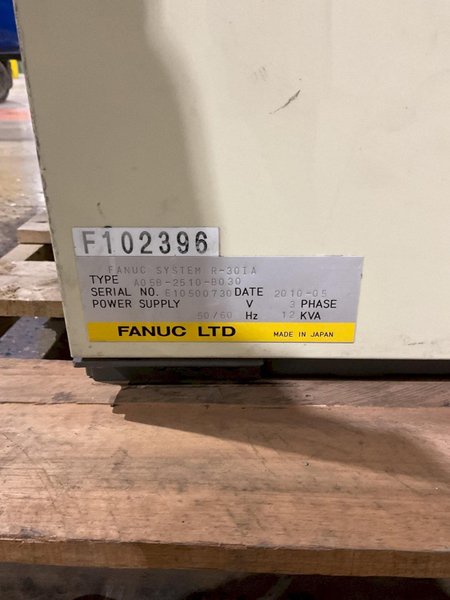 F102396
FANUC SYSTEM R-30IA
TYPE A05B-2510-B030
SERIAL NO. E10500730 DATE 2010-05
POWER SUPPLY V 3 PHASE
50/60 Hz 12 KVA
FANUC LTD MADE IN JAPAN